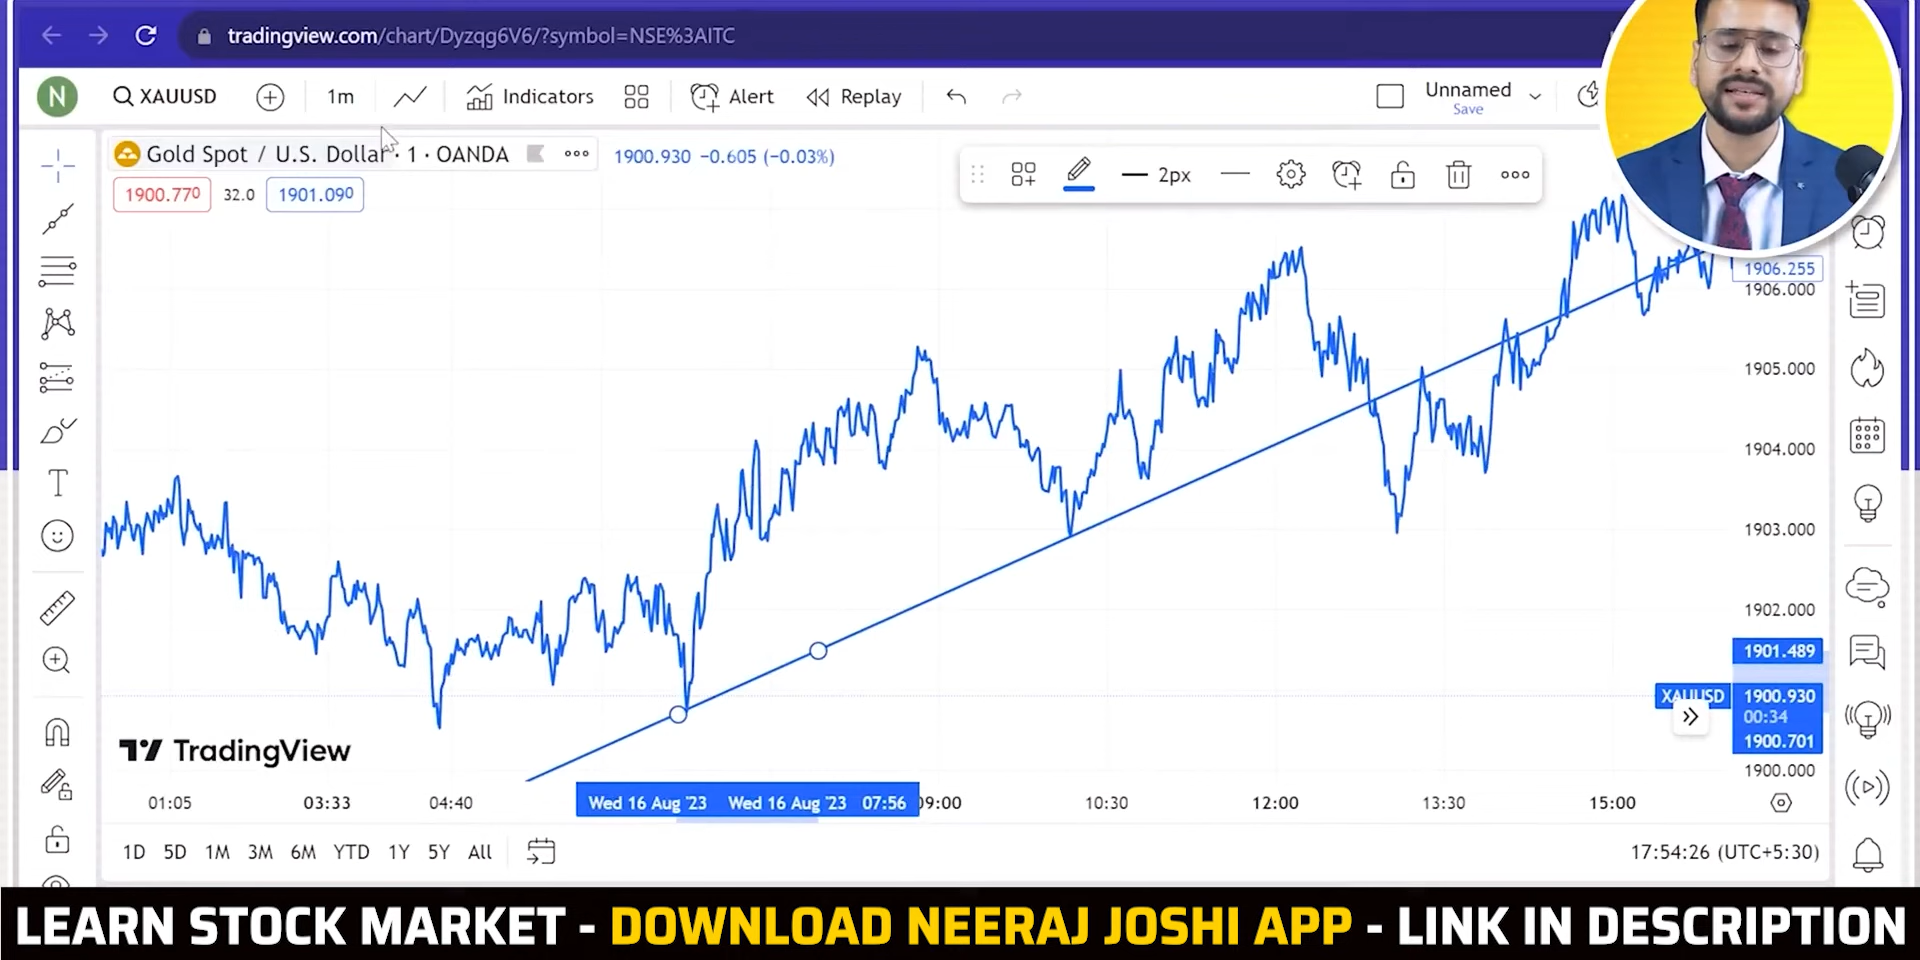 tradingview.com/chart/Dyzqg6V6/?symbol=NSE%3AITC
N XAUUSD 1m Indicators Alert Replay Unnamed
Save
Gold Spot / U.S. Dollar · 1 · OANDA 1900.930 −0.605 (−0.03%)
1900.770 32.0 1901.090
2px
1906.255
1906.000
1905.000
1904.000
1903.000
1902.000
1901.489
XAUUSD 1900.930
00:34
1900.701
1900.000
TradingView
01:05 03:33 04:40 Wed 16 Aug '23 Wed 16 Aug '23 07:56 09:00 10:30 12:00 13:30 15:00
1D 5D 1M 3M 6M YTD 1Y 5Y All 17:54:26 (UTC+5:30)
LEARN STOCK MARKET - DOWNLOAD NEERAJ JOSHI APP - LINK IN DESCRIPTION